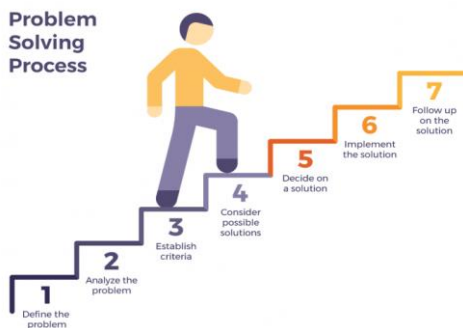 Problem
Solving
Process
1
Define the
problem
2
Analyze the
problem
3
Establish
criteria
4
Consider
possible
solutions
5
Decide on
a solution
6
Implement
the solution
7
Follow up
on the
solution